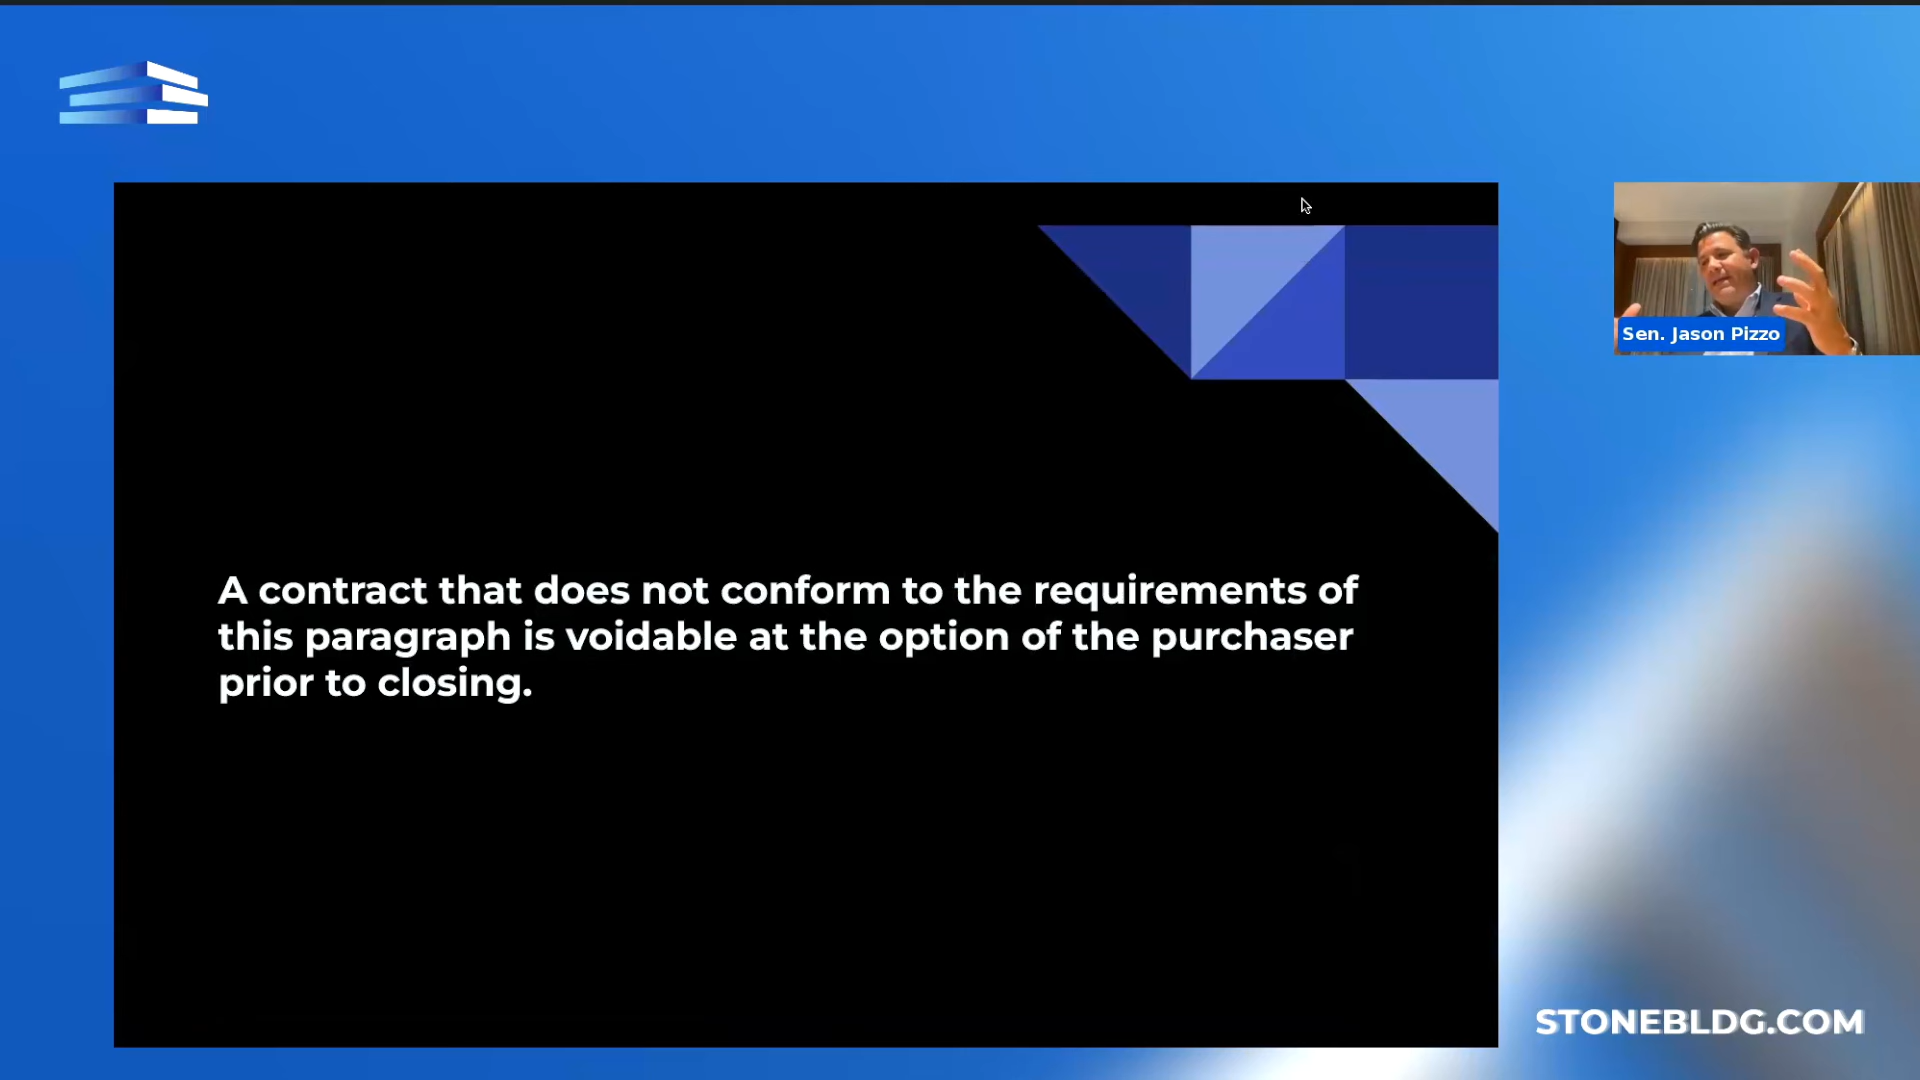 Sen. Jason Pizzo
A contract that does not conform to the requirements of
this paragraph is voidable at the option of the purchaser
prior to closing.
STONEBLDG.COM